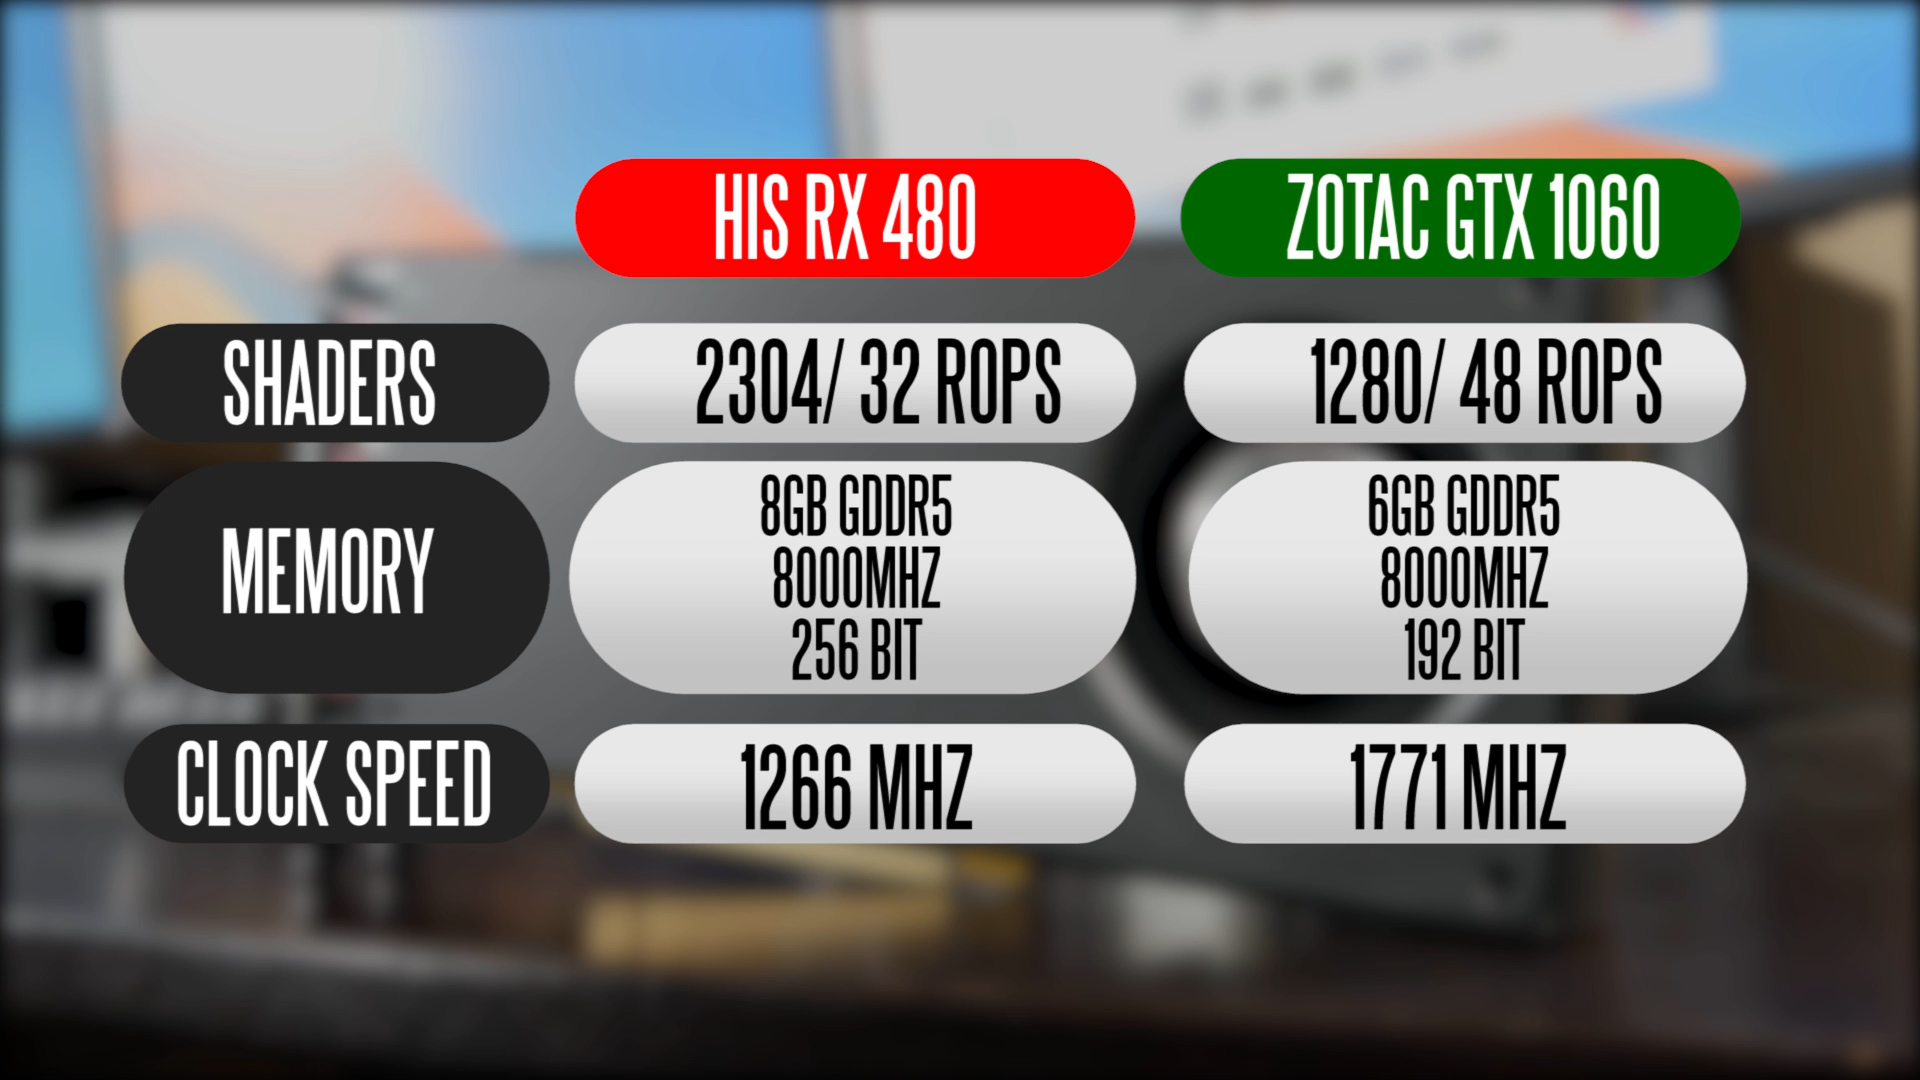 HIS RX 480
ZOTAC GTX 1060
SHADERS
2304/ 32 ROPS
1280/ 48 ROPS
MEMORY
8GB GDDR5
8000MHZ
256 BIT
6GB GDDR5
8000MHZ
192 BIT
CLOCK SPEED
1266 MHZ
1771 MHZ